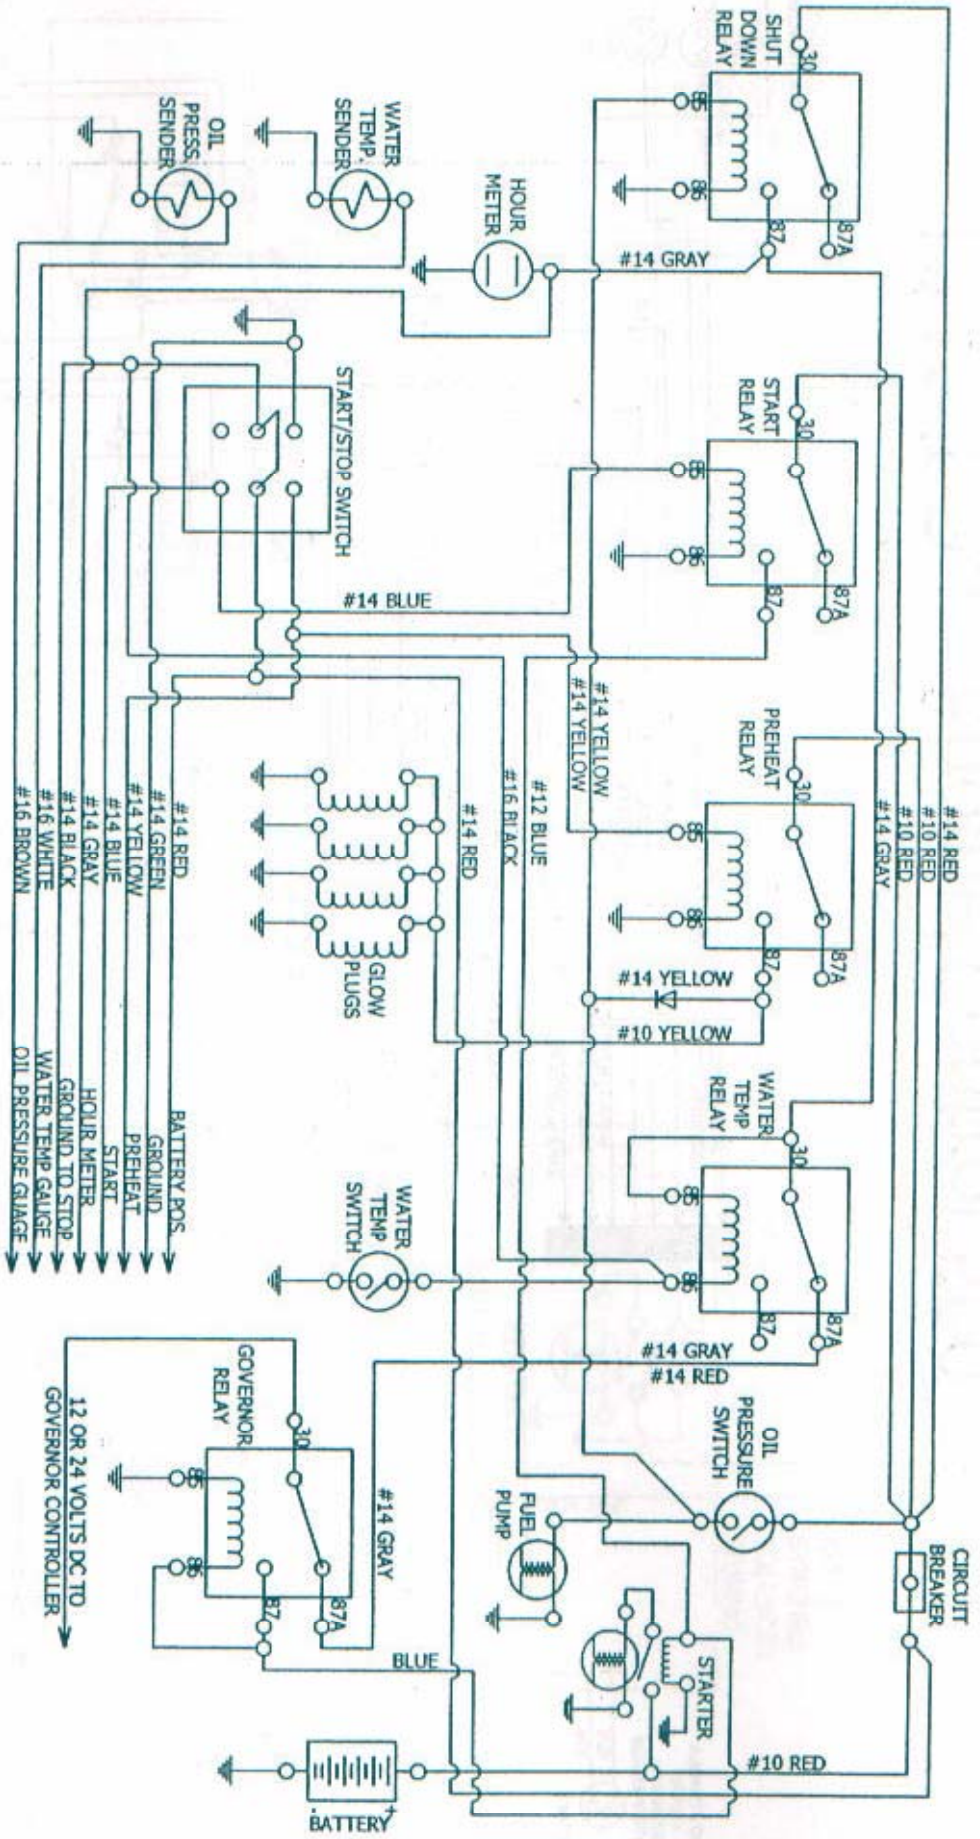 SHUT
DOWN
RELAY
30
85
86
87
87A
START
RELAY
30
85
86
87
87A
PREHEAT
RELAY
30
85
86
87
87A
WATER
TEMP
RELAY
30
85
86
87
87A
OIL
PRESS.
SENDER
WATER
TEMP.
SENDER
HOUR
METER
#14 GRAY
START/STOP SWITCH
#14 BLUE
#14 YELLOW
#14 YELLOW
#12 BLUE
#16 BLACK
#14 RED
#14 RED
#10 RED
#10 RED
#14 GRAY
#14 YELLOW
#10 YELLOW
GLOW
PLUGS
WATER
TEMP
SWITCH
#14 GRAY
#14 RED
OIL
PRESSURE
SWITCH
CIRCUIT
BREAKER
FUEL
PUMP
STARTER
#10 RED
GOVERNOR
RELAY
30
85
86
87
87A
#14 GRAY
BLUE
+
BATTERY
12 OR 24 VOLTS DC TO
GOVERNOR CONTROLLER
#14 RED BATTERY POS.
#14 GREEN GROUND
#14 YELLOW PREHEAT
#14 BLUE START
#14 GRAY HOUR METER
#14 BLACK GROUND TO STOP
#16 WHITE WATER TEMP GAUGE
#16 BROWN OIL PRESSURE GUAGE